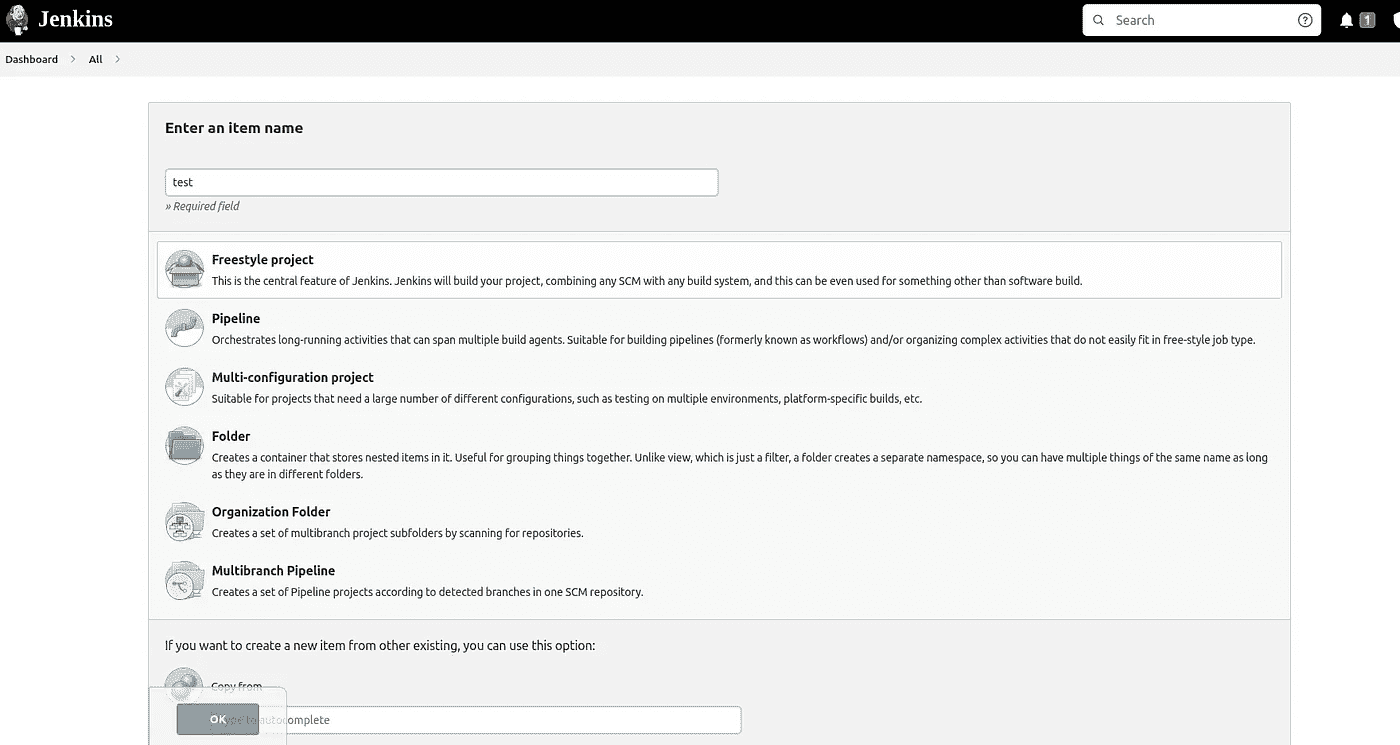 Jenkins
Search
1
Dashboard
All
Enter an item name
test
» Required field
Freestyle project
This is the central feature of Jenkins. Jenkins will build your project, combining any SCM with any build system, and this can be even used for something other than software build.
Pipeline
Orchestrates long-running activities that can span multiple build agents. Suitable for building pipelines (formerly known as workflows) and/or organizing complex activities that do not easily fit in free-style job type.
Multi-configuration project
Suitable for projects that need a large number of different configurations, such as testing on multiple environments, platform-specific builds, etc.
Folder
Creates a container that stores nested items in it. Useful for grouping things together. Unlike view, which is just a filter, a folder creates a separate namespace, so you can have multiple things of the same name as long
as they are in different folders.
Organization Folder
Creates a set of multibranch project subfolders by scanning for repositories.
Multibranch Pipeline
Creates a set of Pipeline projects according to detected branches in one SCM repository.
If you want to create a new item from other existing, you can use this option:
Copy from
OK
to autocomplete